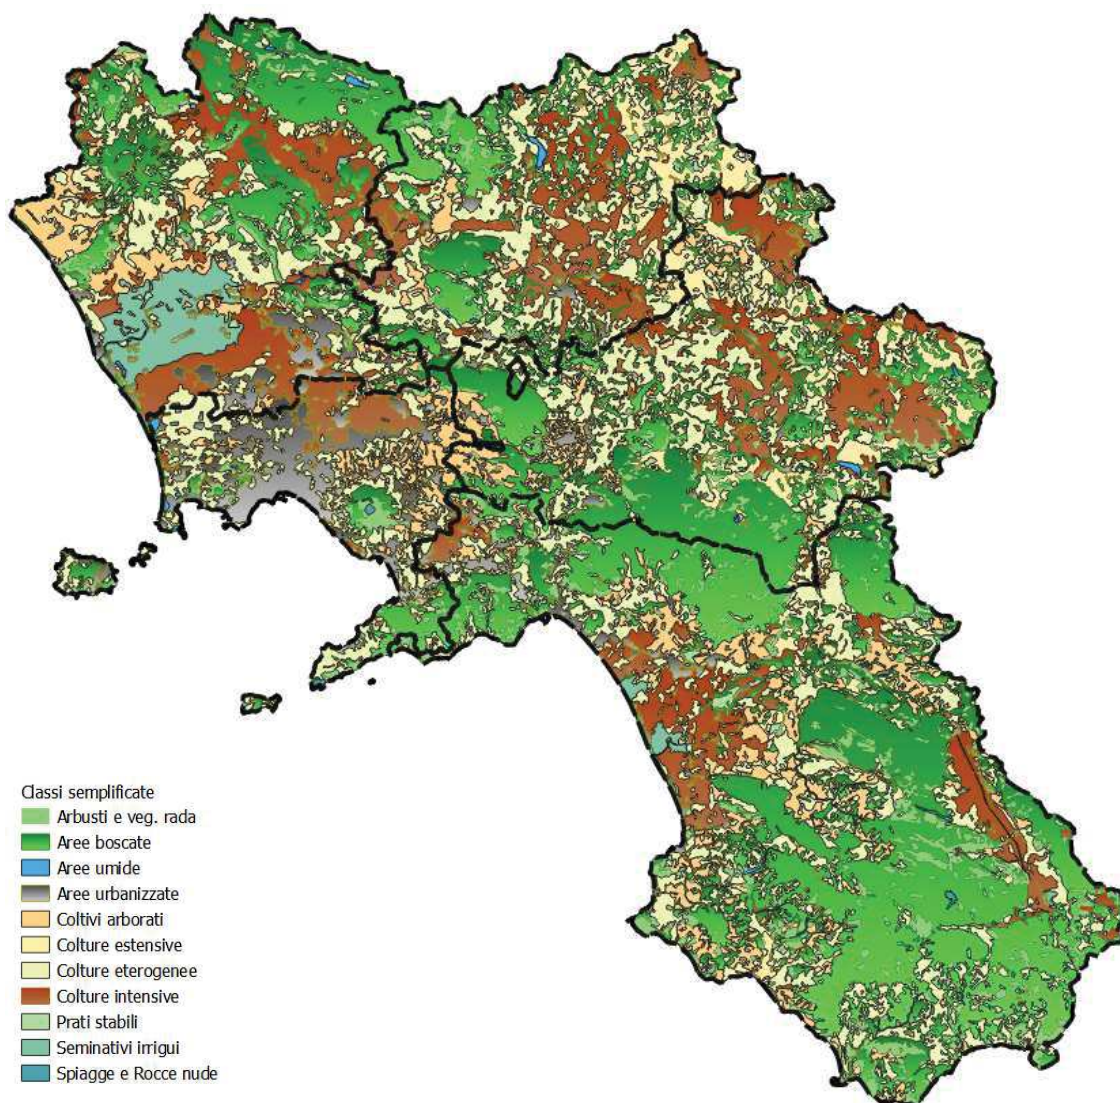 Classi semplificate
Arbusti e veg. rada
Aree boscate
Aree umide
Aree urbanizzate
Coltivi arborati
Colture estensive
Colture eterogenee
Colture intensive
Prati stabili
Seminativi irrigui
Spiagge e Rocce nude